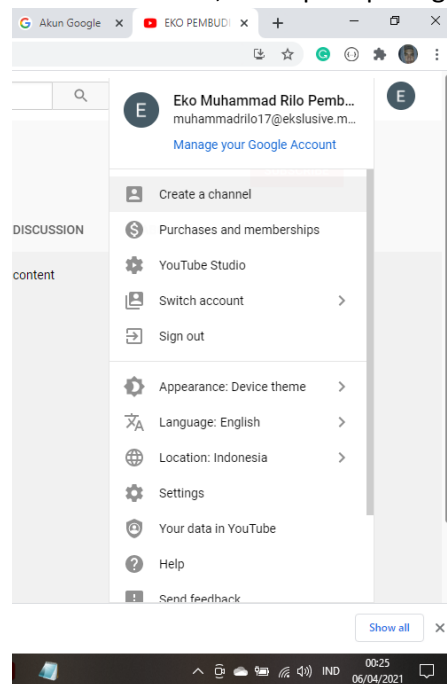 Akun Google
EKO PEMBUDI
E
Eko Muhammad Rilo Pemb...
muhammadrilo17@ekslusive.m...
Manage your Google Account
E
Create a channel
DISCUSSION
Purchases and memberships
content
YouTube Studio
Switch account
Sign out
Appearance: Device theme
Language: English
Location: Indonesia
Settings
Your data in YouTube
Help
Send feedback
Show all
IND
00:25
06/04/2021